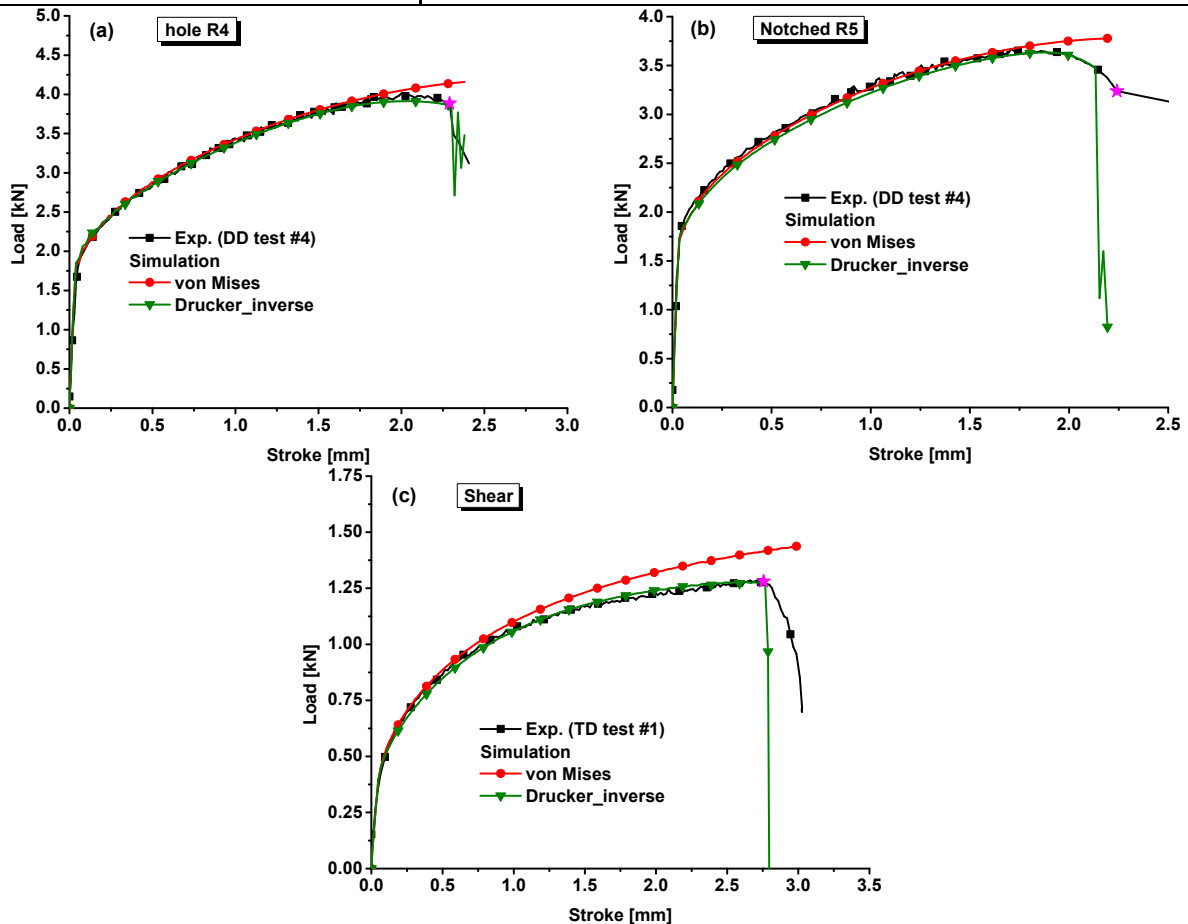 (a) hole R4
5.0
4.5
4.0
3.5
3.0
2.5
2.0
1.5
1.0
0.5
0.0
Load [kN]
Exp. (DD test #4)
Simulation
von Mises
Drucker_inverse
0.0 0.5 1.0 1.5 2.0 2.5 3.0
Stroke [mm]
(b) Notched R5
4.0
3.5
3.0
2.5
2.0
1.5
1.0
0.5
0.0
Load [kN]
Exp. (DD test #4)
Simulation
von Mises
Drucker_inverse
0.0 0.5 1.0 1.5 2.0 2.5
Stroke [mm]
(c) Shear
1.75
1.50
1.25
1.00
0.75
0.50
0.25
0.00
Load [kN]
Exp. (TD test #1)
Simulation
von Mises
Drucker_inverse
0.0 0.5 1.0 1.5 2.0 2.5 3.0 3.5
Stroke [mm]